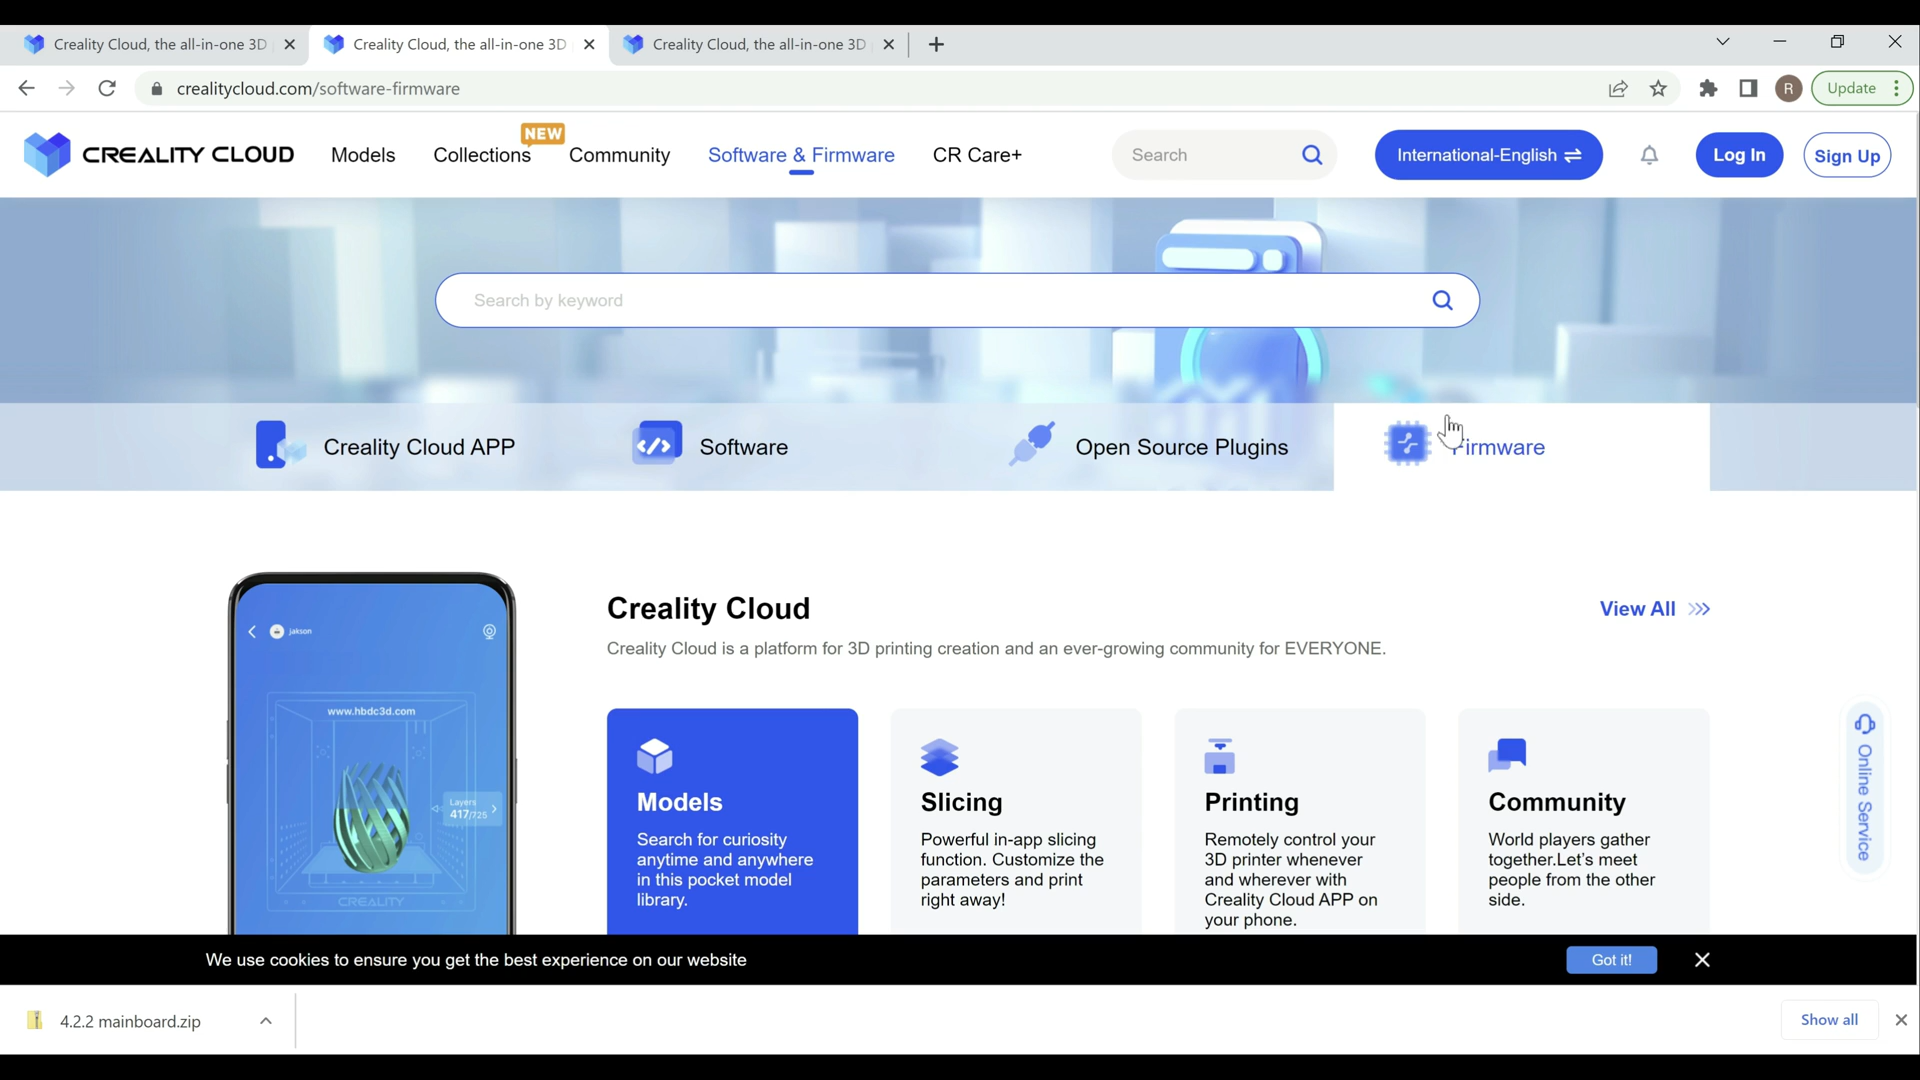 Creality Cloud, the all-in-one 3D
Creality Cloud, the all-in-one 3D
Creality Cloud, the all-in-one 3D
crealitycloud.com/software-firmware
R
Update
CREALITY CLOUD
Models
Collections
NEW
Community
Software & Firmware
CR Care+
Search
International-English
Log In
Sign Up
Search by keyword
Creality Cloud APP
Software
Open Source Plugins
Firmware
jakson
www.hbdc3d.com
Layers
417/725
CREALITY
Creality Cloud
View All
Creality Cloud is a platform for 3D printing creation and an ever-growing community for EVERYONE.
Models
Search for curiosity
anytime and anywhere
in this pocket model
library.
Slicing
Powerful in-app slicing
function. Customize the
parameters and print
right away!
Printing
Remotely control your
3D printer whenever
and wherever with
Creality Cloud APP on
your phone.
Community
World players gather
together.Let's meet
people from the other
side.
Online Service
We use cookies to ensure you get the best experience on our website
Got it!
4.2.2 mainboard.zip
Show all